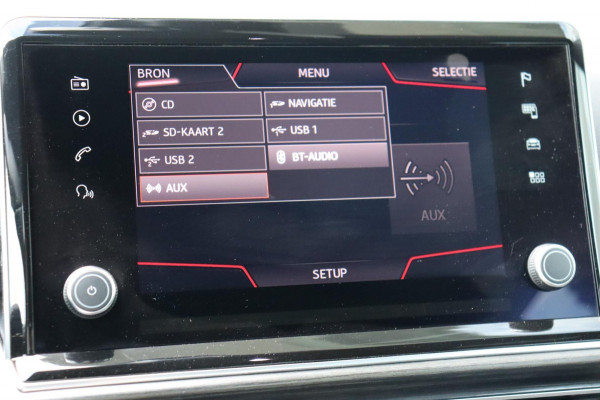 BRON MENU SELECTIE
CD NAVIGATIE
SD-KAART 2 USB 1
USB 2 BT-AUDIO
AUX
AUX
SETUP